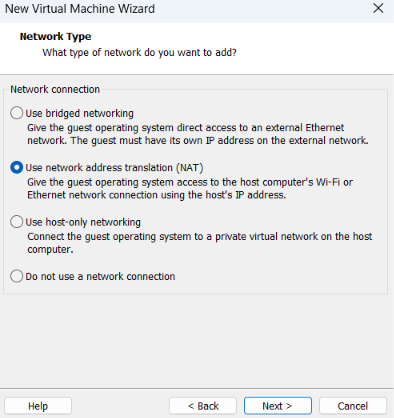 New Virtual Machine Wizard
Network Type
What type of network do you want to add?
Network connection
Use bridged networking
Give the guest operating system direct access to an external Ethernet
network. The guest must have its own IP address on the external network.
Use network address translation (NAT)
Give the guest operating system access to the host computer's Wi-Fi or
Ethernet network connection using the host's IP address.
Use host-only networking
Connect the guest operating system to a private virtual network on the host
computer.
Do not use a network connection
Help
< Back
Next >
Cancel